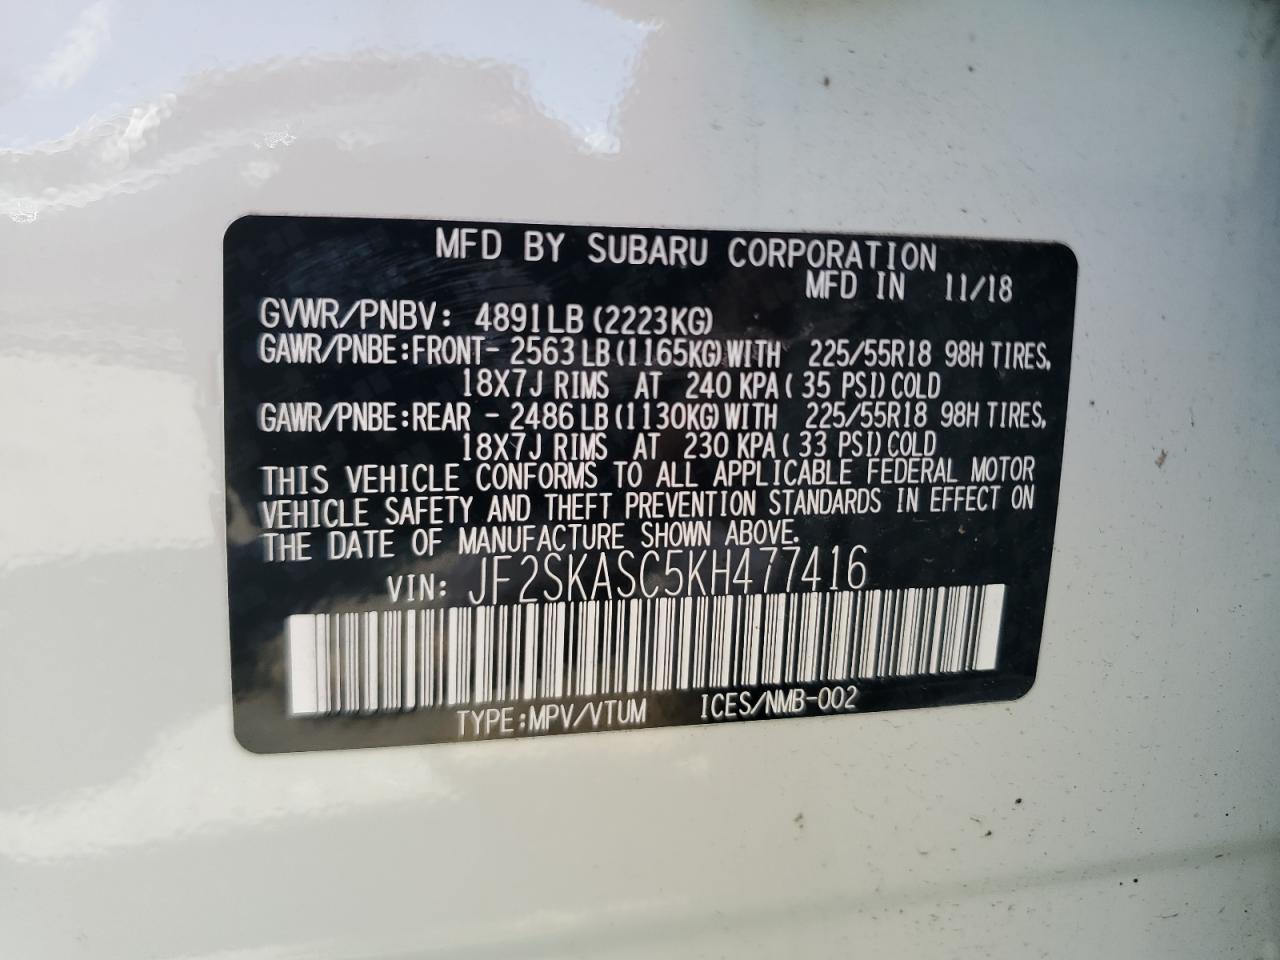 MFD BY SUBARU CORPORATION
MFD IN 11/18
GVWR/PNBV: 4891LB (2223KG)
GAWR/PNBE:FRONT- 2563 LB (1165KG) WITH 225/55R18 98H TIRES,
18X7J RIMS AT 240 KPA ( 35 PSI) COLD
GAWR/PNBE:REAR - 2486 LB (1130KG) WITH 225/55R18 98H TIRES,
18X7J RIMS AT 230 KPA ( 33 PSI) COLD
THIS VEHICLE CONFORMS TO ALL APPLICABLE FEDERAL MOTOR
VEHICLE SAFETY AND THEFT PREVENTION STANDARDS IN EFFECT ON
THE DATE OF MANUFACTURE SHOWN ABOVE.
VIN: JF2SKASC5KH477416
TYPE:MPV/VTUM ICES/NMB-002